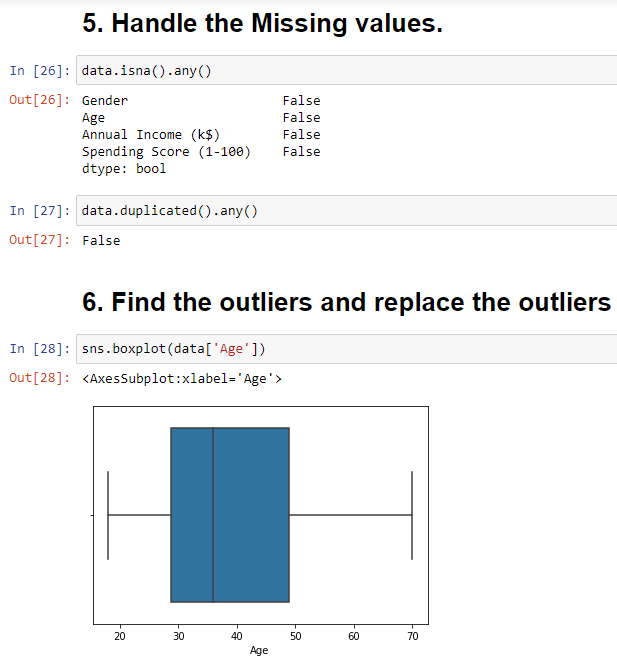 5. Handle the Missing values.
In [26]: data.isna().any()
Out[26]: Gender                    False
Age                       False
Annual Income (k$)        False
Spending Score (1-100)    False
dtype: bool
In [27]: data.duplicated().any()
Out[27]: False
6. Find the outliers and replace the outliers
In [28]: sns.boxplot(data['Age'])
Out[28]: <AxesSubplot:xlabel='Age'>
20 30 40 50 60 70
Age